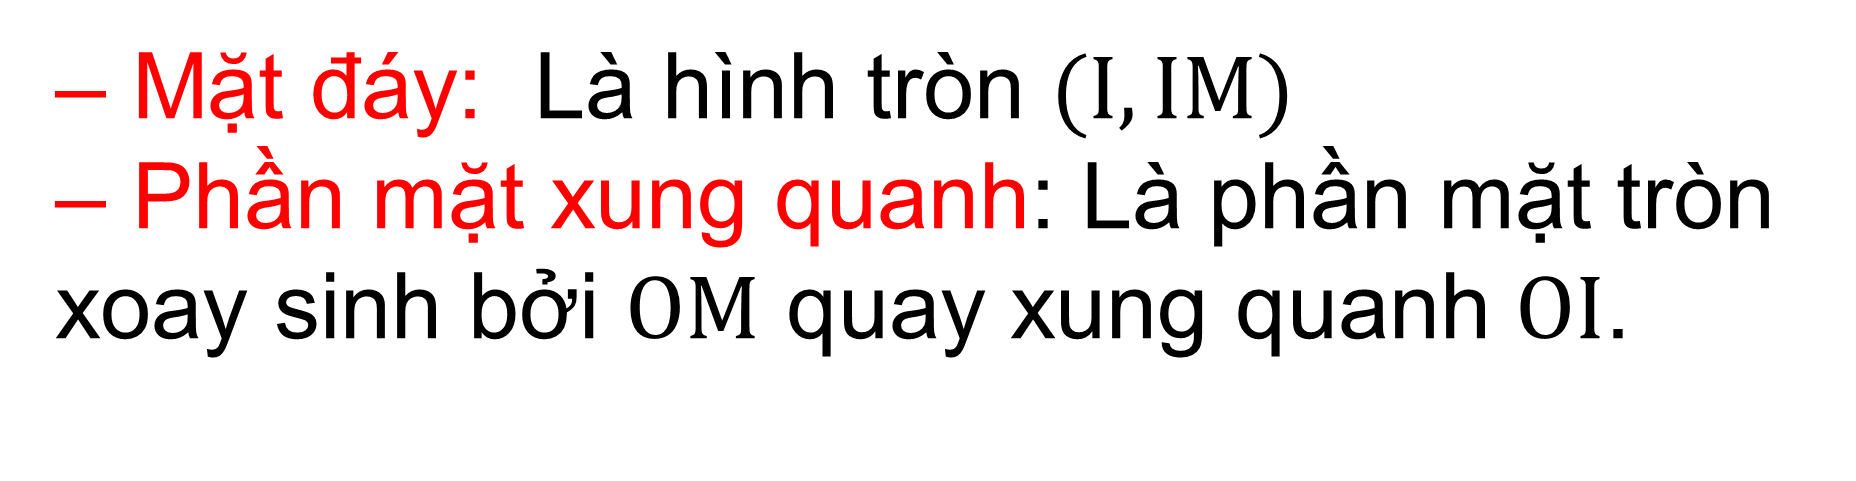 – Mặt đáy: Là hình tròn (I, IM)
– Phần mặt xung quanh: Là phần mặt tròn
xoay sinh bởi OM quay xung quanh OI.